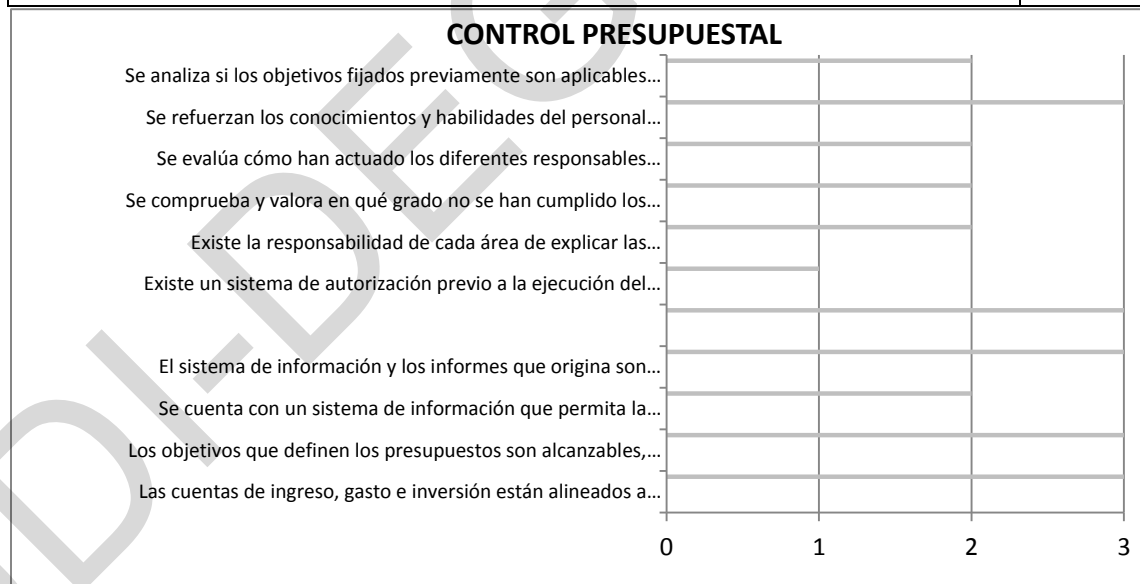 CONTROL PRESUPUESTAL
Se analiza si los objetivos fijados previamente son aplicables…
Se refuerzan los conocimientos y habilidades del personal…
Se evalúa cómo han actuado los diferentes responsables…
Se comprueba y valora en qué grado no se han cumplido los…
Existe la responsabilidad de cada área de explicar las…
Existe un sistema de autorización previo a la ejecución del…
El sistema de información y los informes que origina son…
Se cuenta con un sistema de información que permita la…
Los objetivos que definen los presupuestos son alcanzables,…
Las cuentas de ingreso, gasto e inversión están alineados a…
0 1 2 3